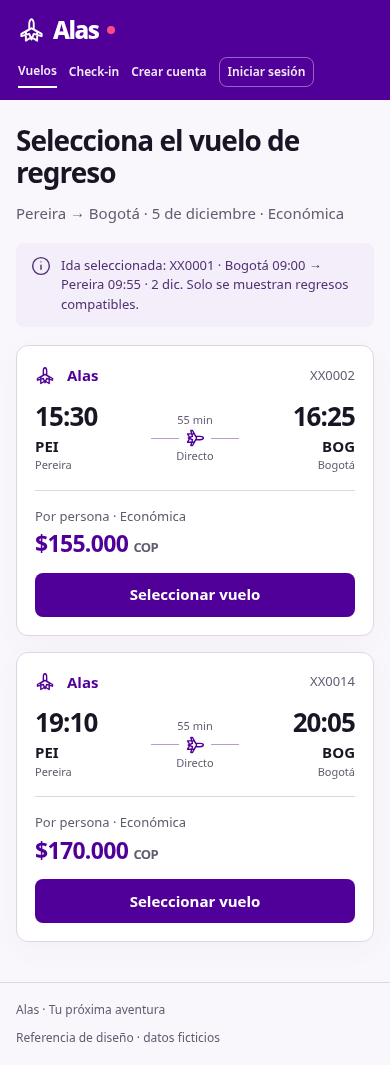 Alas
Vuelos Check-in Crear cuenta Iniciar sesión
Selecciona el vuelo de
regreso
Pereira → Bogotá · 5 de diciembre · Económica
Ida seleccionada: XX0001 · Bogotá 09:00 →
Pereira 09:55 · 2 dic. Solo se muestran regresos
compatibles.
Alas XX0002
15:30 55 min 16:25
PEI BOG
Pereira Directo Bogotá
Por persona · Económica
$155.000 COP
Seleccionar vuelo
Alas XX0014
19:10 55 min 20:05
PEI BOG
Pereira Directo Bogotá
Por persona · Económica
$170.000 COP
Seleccionar vuelo
Alas · Tu próxima aventura
Referencia de diseño · datos ficticios